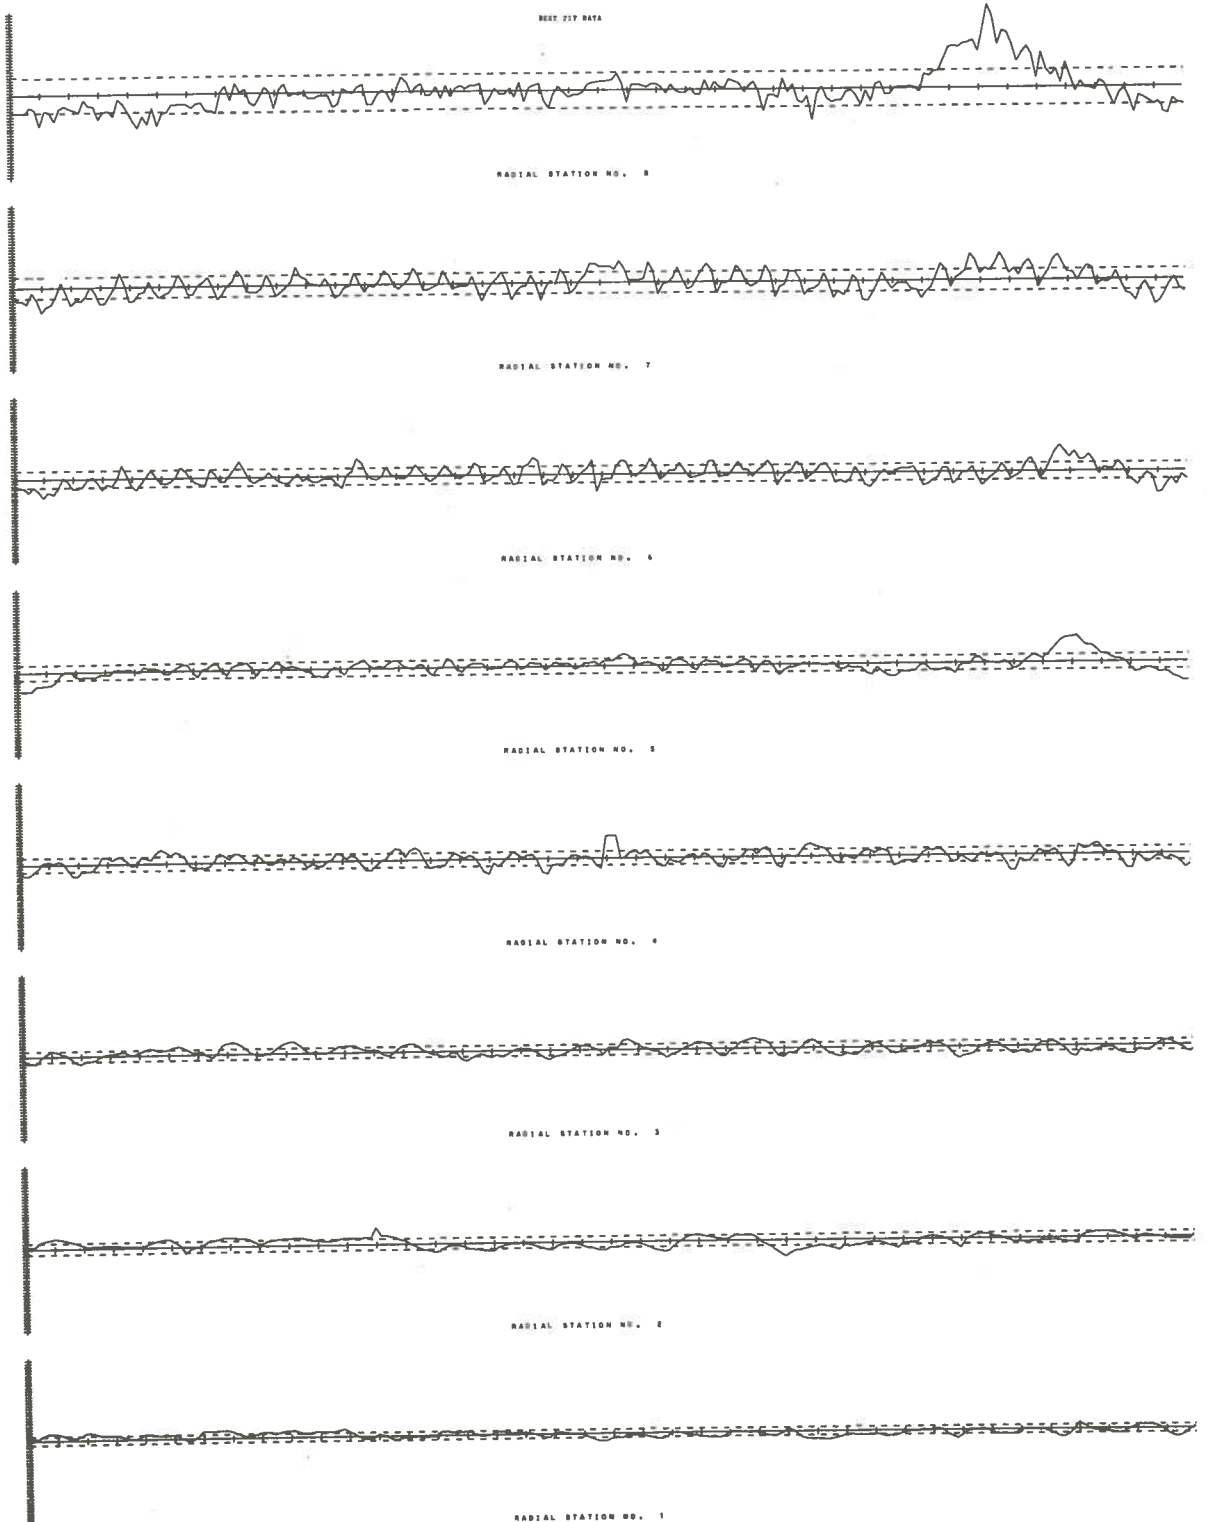 BEST FIT DATA
RADIAL STATION NO. 8
RADIAL STATION NO. 7
RADIAL STATION NO. 6
RADIAL STATION NO. 5
RADIAL STATION NO. 4
RADIAL STATION NO. 3
RADIAL STATION NO. 2
RADIAL STATION NO. 1